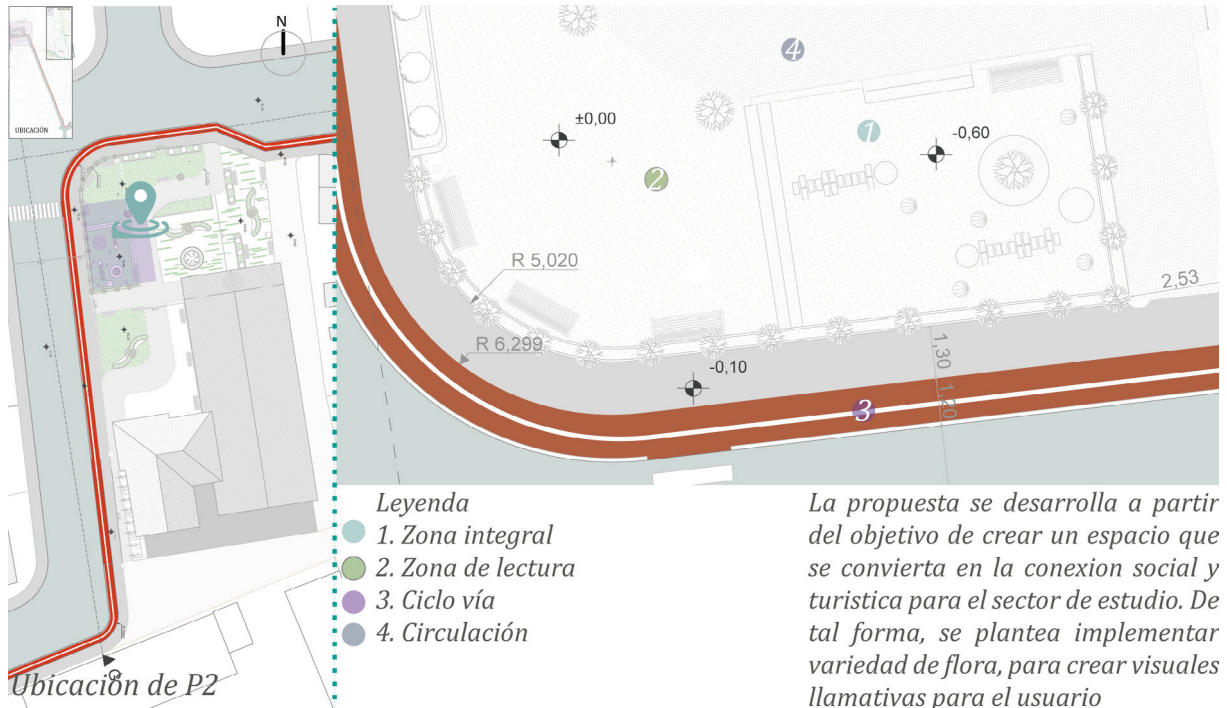 UBICACIÓN
N
±0,00
4
1
-0,60
2
R 5,020
R 6,299
-0,10
2,53
1,30
1,20
3
Leyenda
1. Zona integral
2. Zona de lectura
3. Ciclo vía
4. Circulación
La propuesta se desarrolla a partir
del objetivo de crear un espacio que
se convierta en la conexion social y
turistica para el sector de estudio. De
tal forma, se plantea implementar
variedad de flora, para crear visuales
llamativas para el usuario
Ubicación de P2